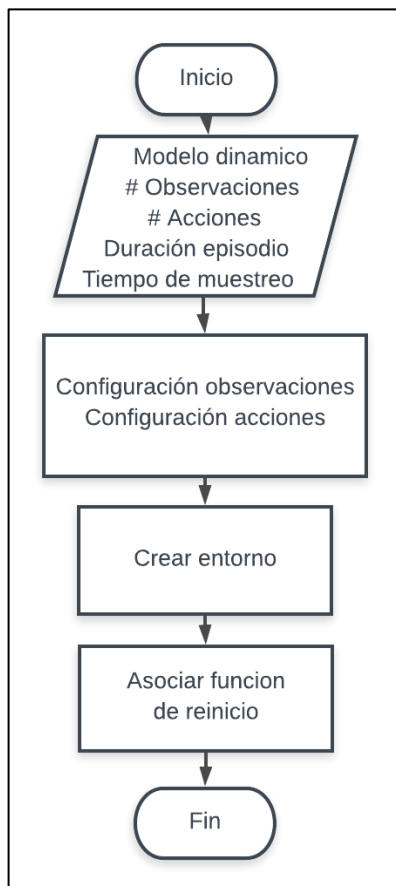 Inicio
Modelo dinamico
# Observaciones
# Acciones
Duración episodio
Tiempo de muestreo
Configuración observaciones
Configuración acciones
Crear entorno
Asociar funcion
de reinicio
Fin